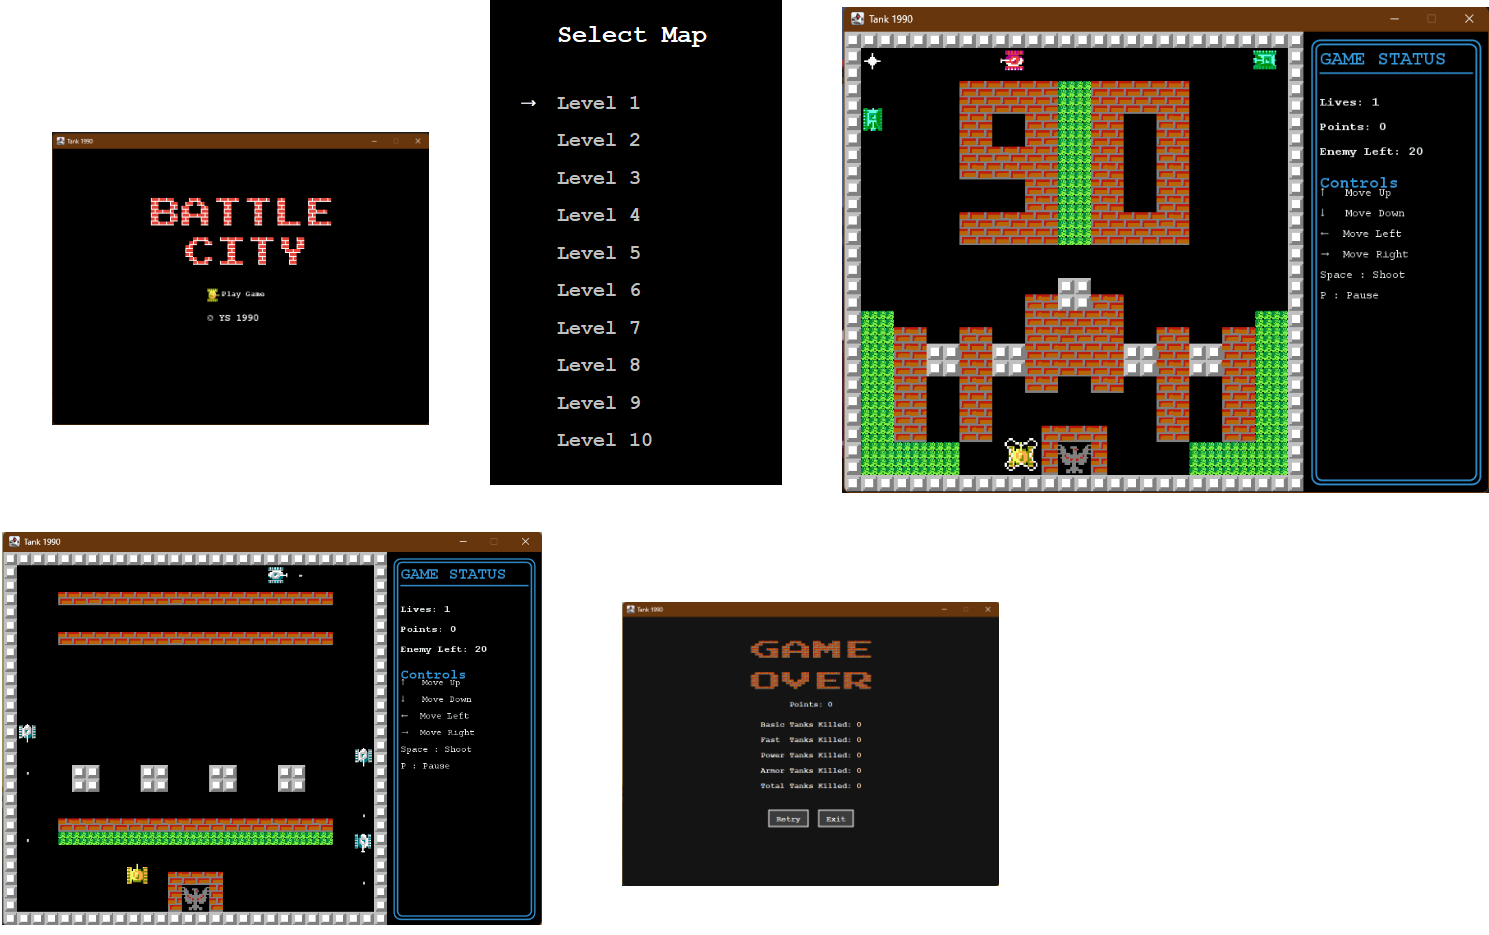 Tank 1990
BATTLE
CITY
Play Game
© YS 1990
Select Map
→ Level 1
Level 2
Level 3
Level 4
Level 5
Level 6
Level 7
Level 8
Level 9
Level 10
Tank 1990
90
GAME STATUS
Lives: 1
Points: 0
Enemy Left: 20
Controls
↑ Move Up
↓ Move Down
← Move Left
→ Move Right
Space : Shoot
P : Pause
Tank 1990
GAME STATUS
Lives: 1
Points: 0
Enemy Left: 20
Controls
↑ Move Up
↓ Move Down
← Move Left
→ Move Right
Space : Shoot
P : Pause
Tank 1990
GAME
OVER
Points: 0
Basic Tanks Killed: 0
Fast Tanks Killed: 0
Power Tanks Killed: 0
Armor Tanks Killed: 0
Total Tanks Killed: 0
Retry Exit